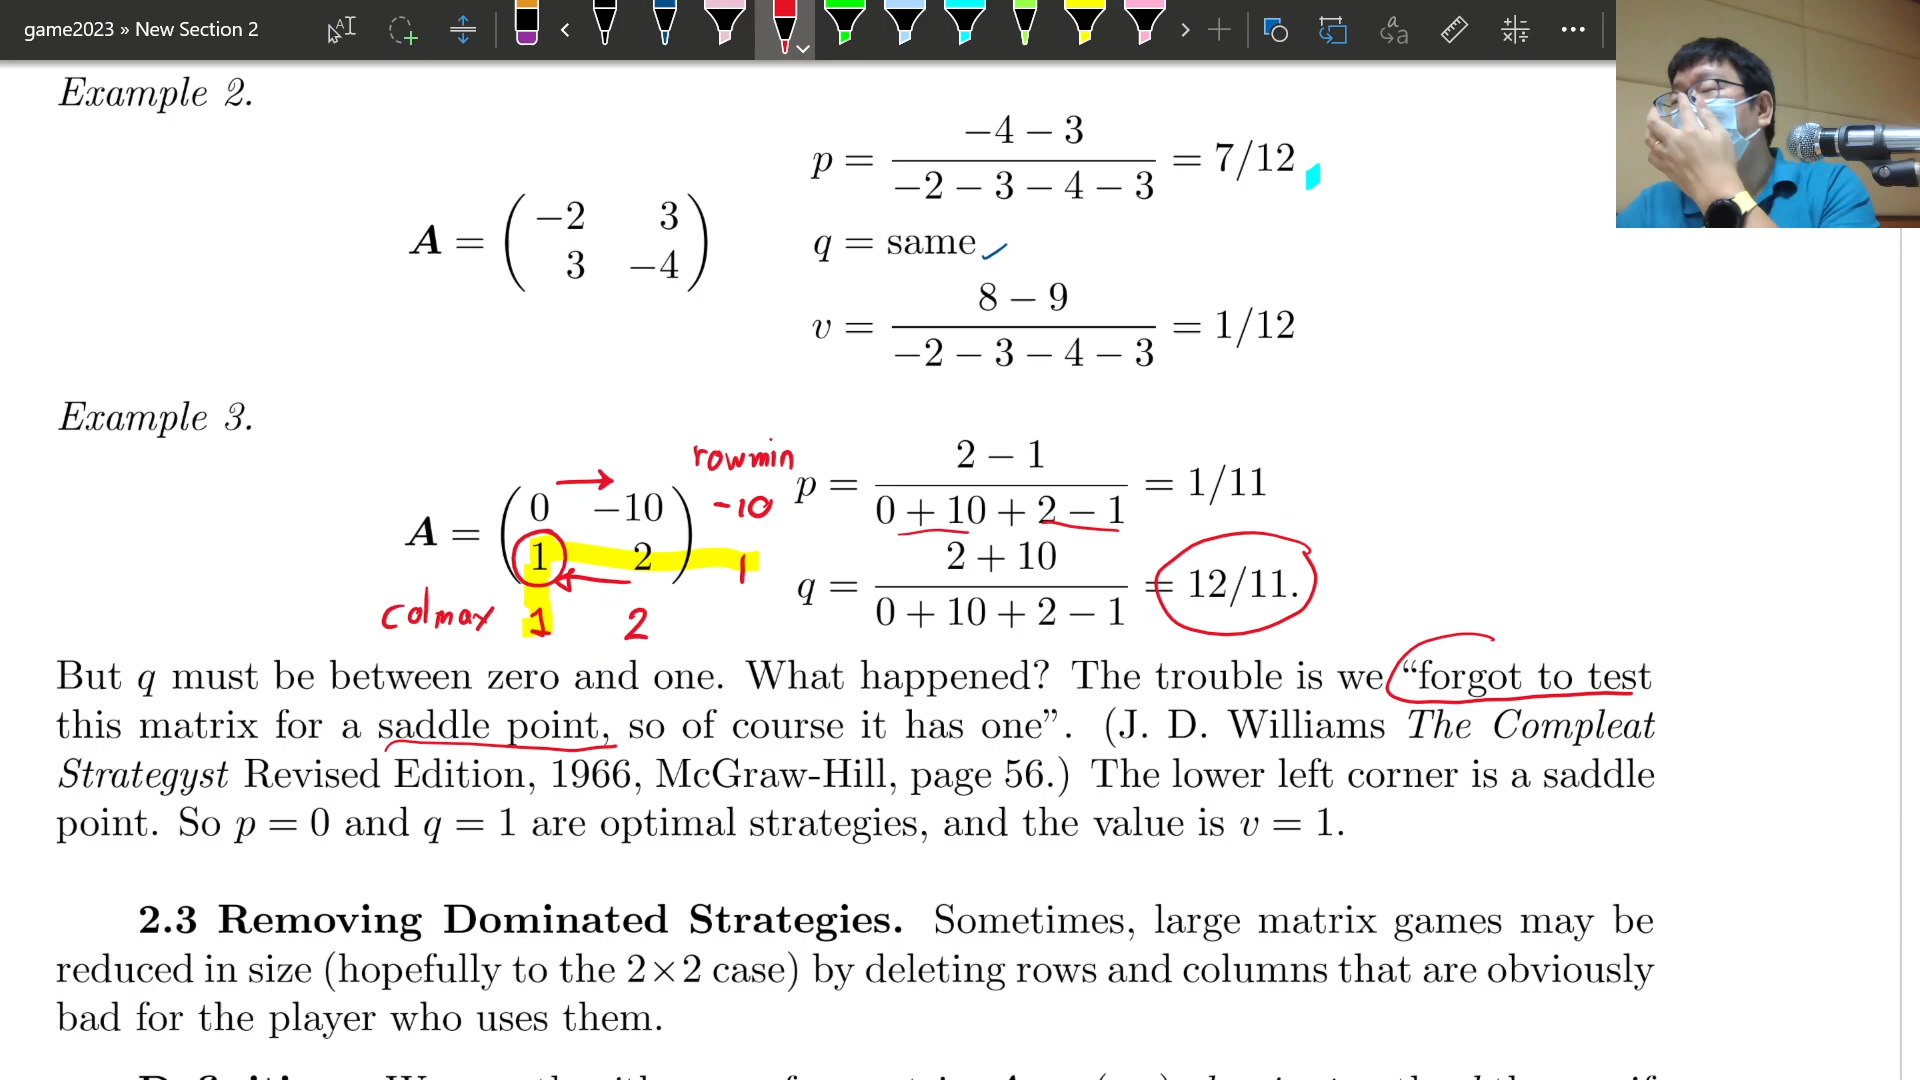 game2023 » New Section 2
Example 2.
A = ( −2 3
3 −4 )
p = (−4 − 3)/(−2 − 3 − 4 − 3) = 7/12
q = same
v = (8 − 9)/(−2 − 3 − 4 − 3) = 1/12
Example 3.
A = ( 0 −10
1 2 )
rowmin
-10
1
colmax 1 2
p = (2 − 1)/(0 + 10 + 2 − 1) = 1/11
q = (2 + 10)/(0 + 10 + 2 − 1) = 12/11.
But q must be between zero and one. What happened? The trouble is we “forgot to test
this matrix for a saddle point, so of course it has one”. (J. D. Williams The Compleat
Strategyst Revised Edition, 1966, McGraw-Hill, page 56.) The lower left corner is a saddle
point. So p = 0 and q = 1 are optimal strategies, and the value is v = 1.
2.3 Removing Dominated Strategies. Sometimes, large matrix games may be
reduced in size (hopefully to the 2×2 case) by deleting rows and columns that are obviously
bad for the player who uses them.